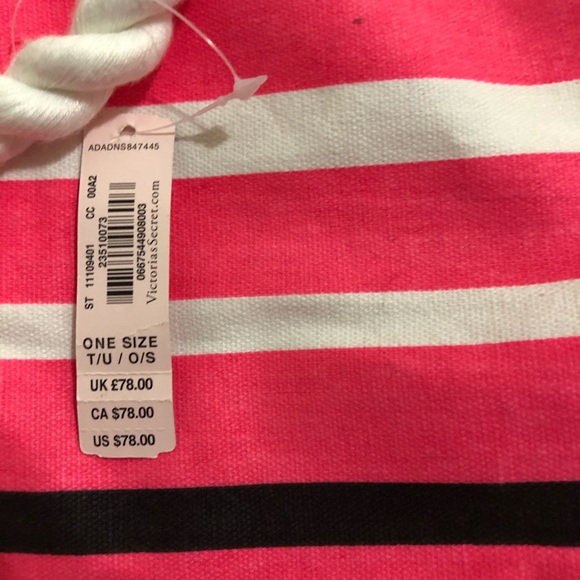 ADADNS847445
ST 11109401 CC 00A2
23510073
0667544908003
VictoriasSecret.com
ONE SIZE
T/U / O/S
UK £78.00
CA $78.00
US $78.00